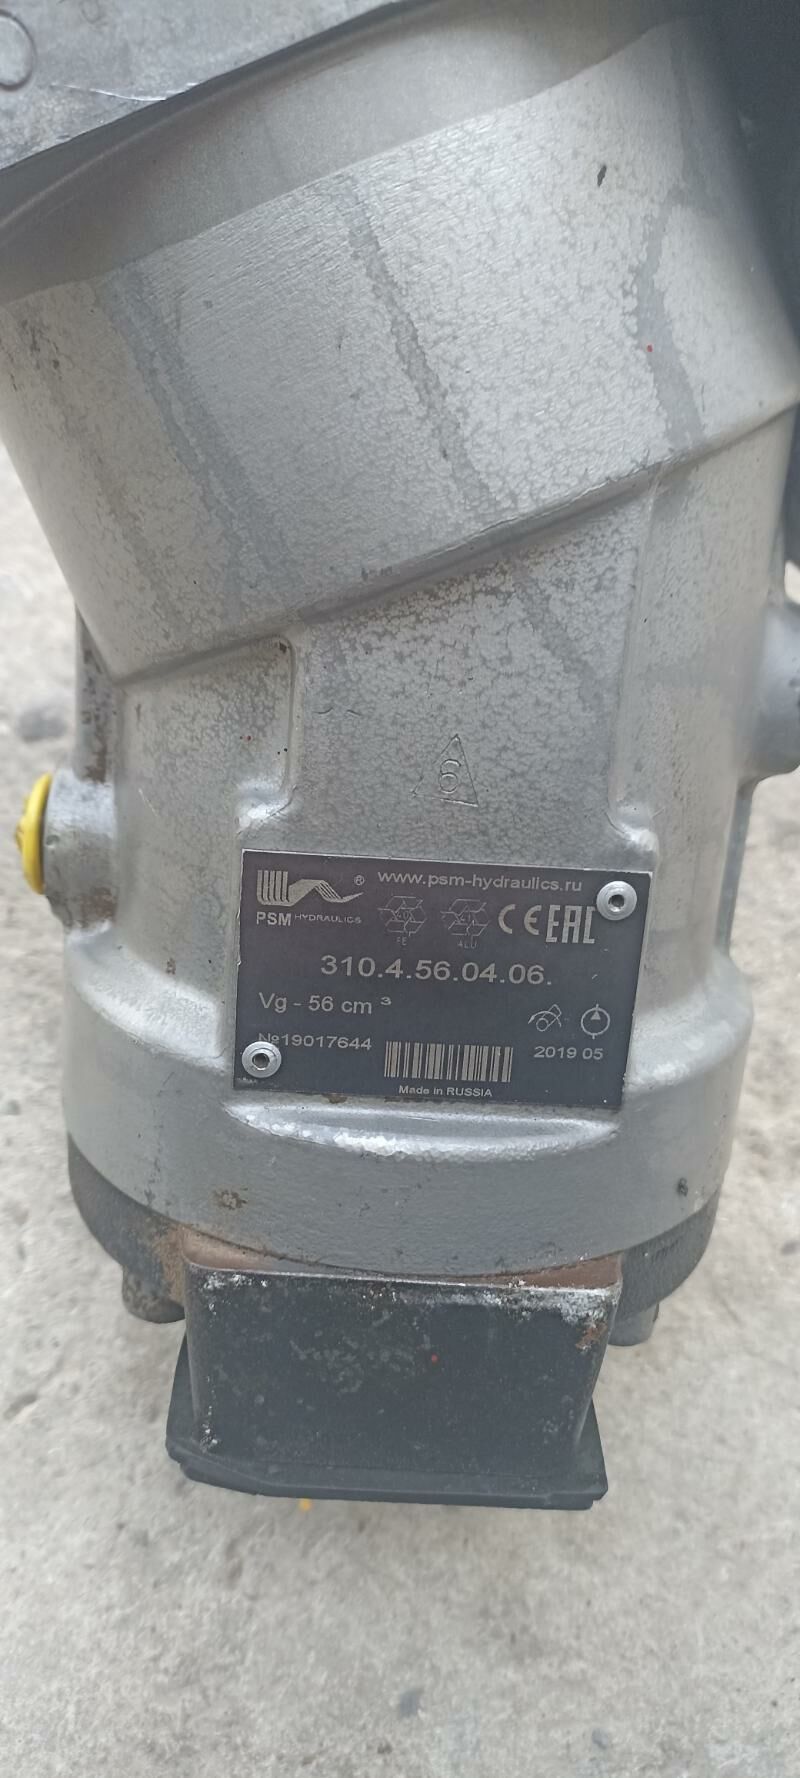 6
www.psm-hydraulics.ru
®
PSM HYDRAULICS
FE
ALU
CE EAC
310.4.56.04.06.
Vg - 56 cm ³
№19017644
2019 05
Made in RUSSIA